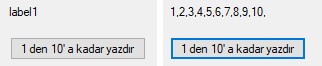 label1
1 den 10' a kadar yazdır
1,2,3,4,5,6,7,8,9,10,
1 den 10' a kadar yazdır